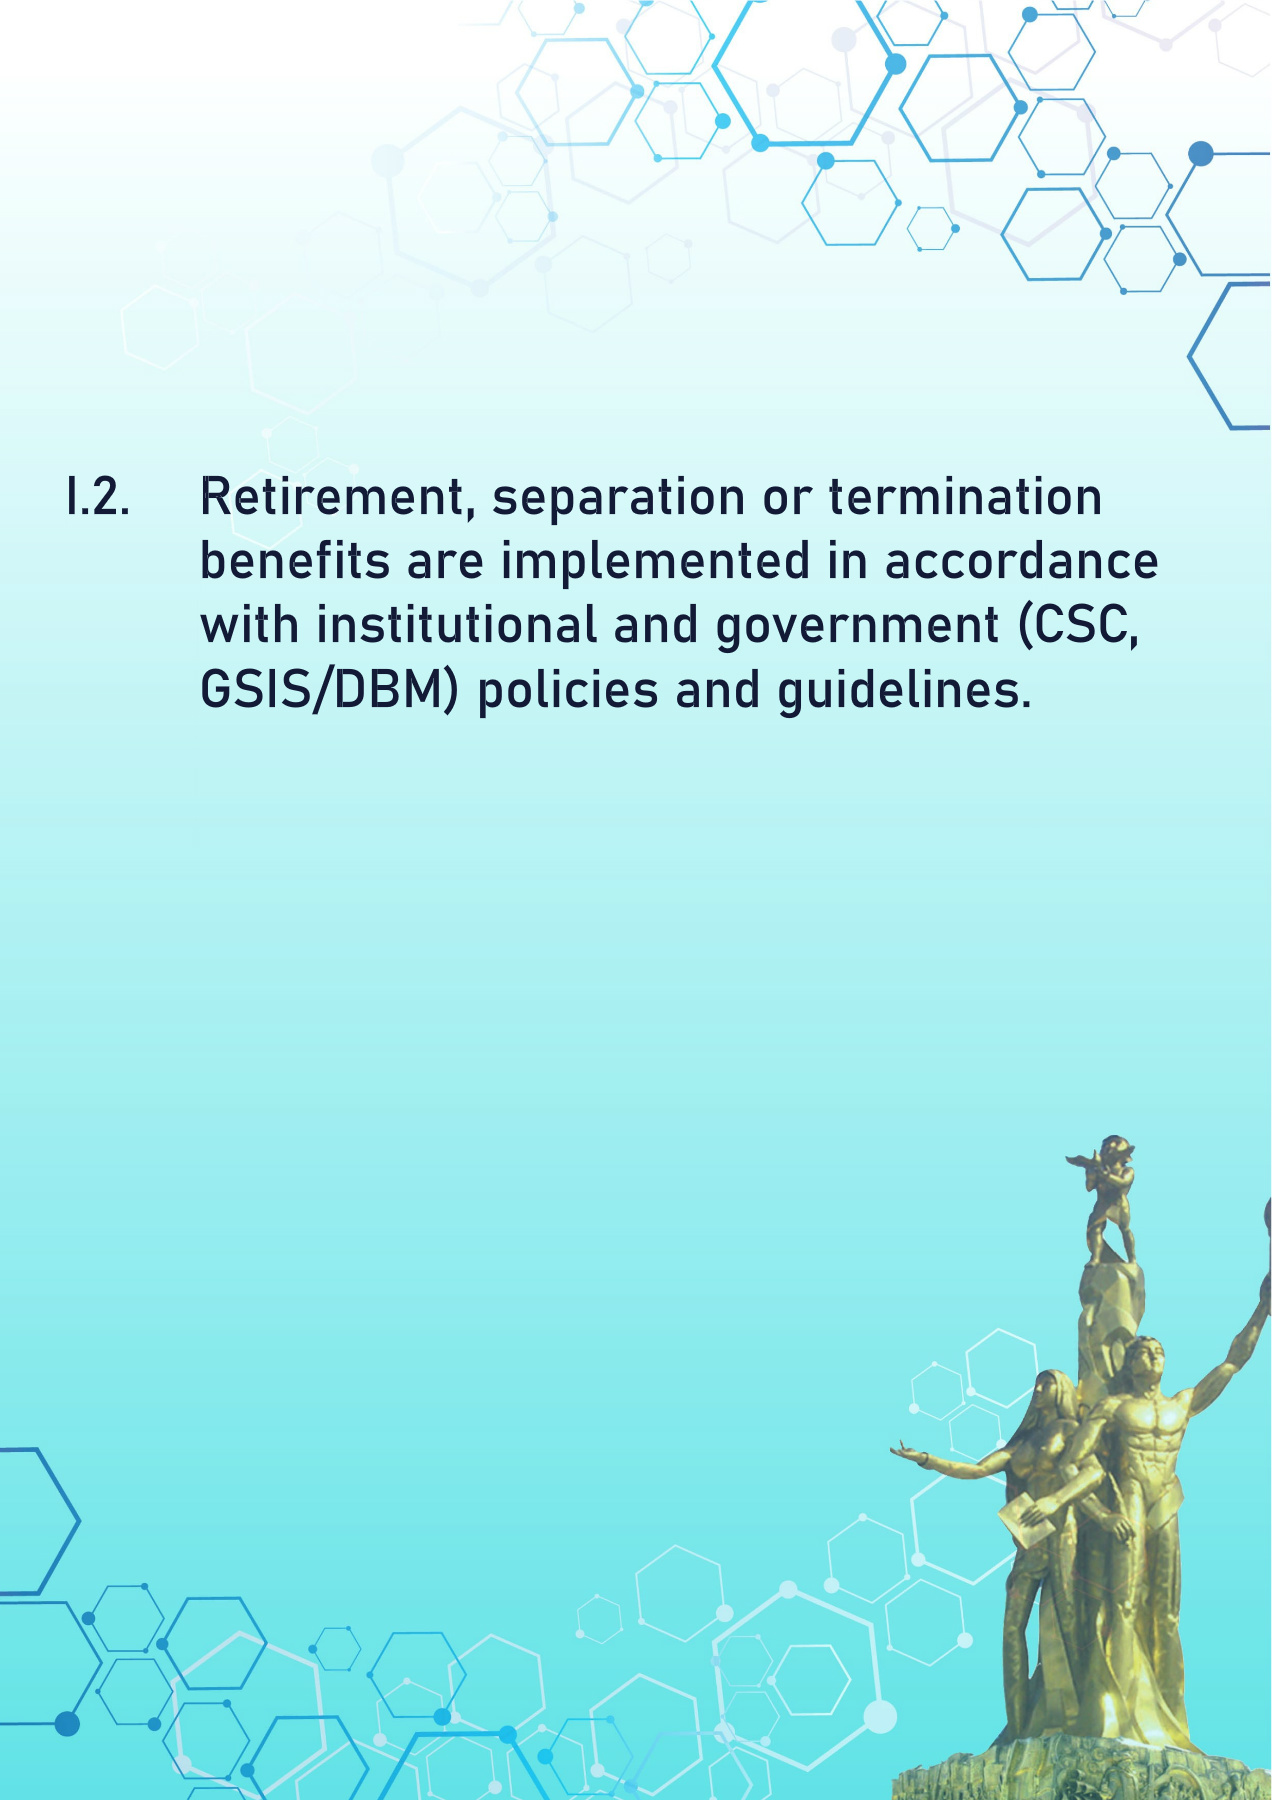 I.2. Retirement, separation or termination
benefits are implemented in accordance
with institutional and government (CSC,
GSIS/DBM) policies and guidelines.